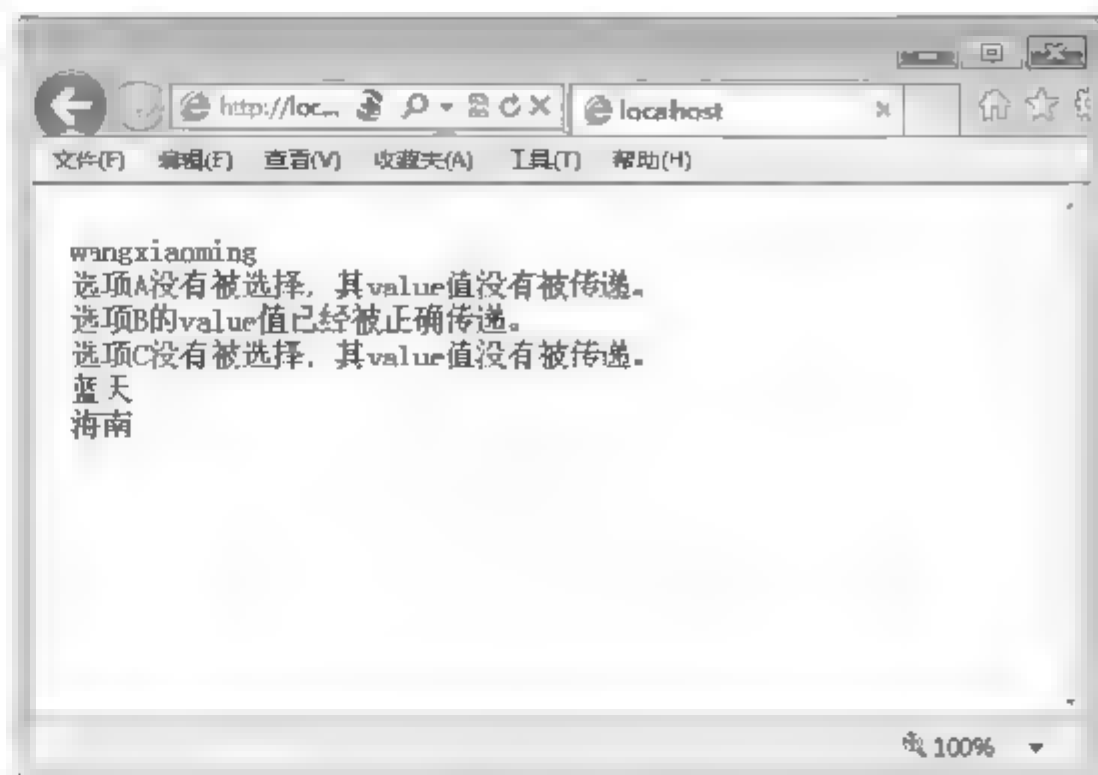 http://loc... localhost
文件(F) 编辑(E) 查看(V) 收藏夹(A) 工具(T) 帮助(H)
wangxiaoming
选项A没有被选择，其value值没有被传递。
选项B的value值已经被正确传递。
选项C没有被选择，其value值没有被传递。
蓝天
海南
100%